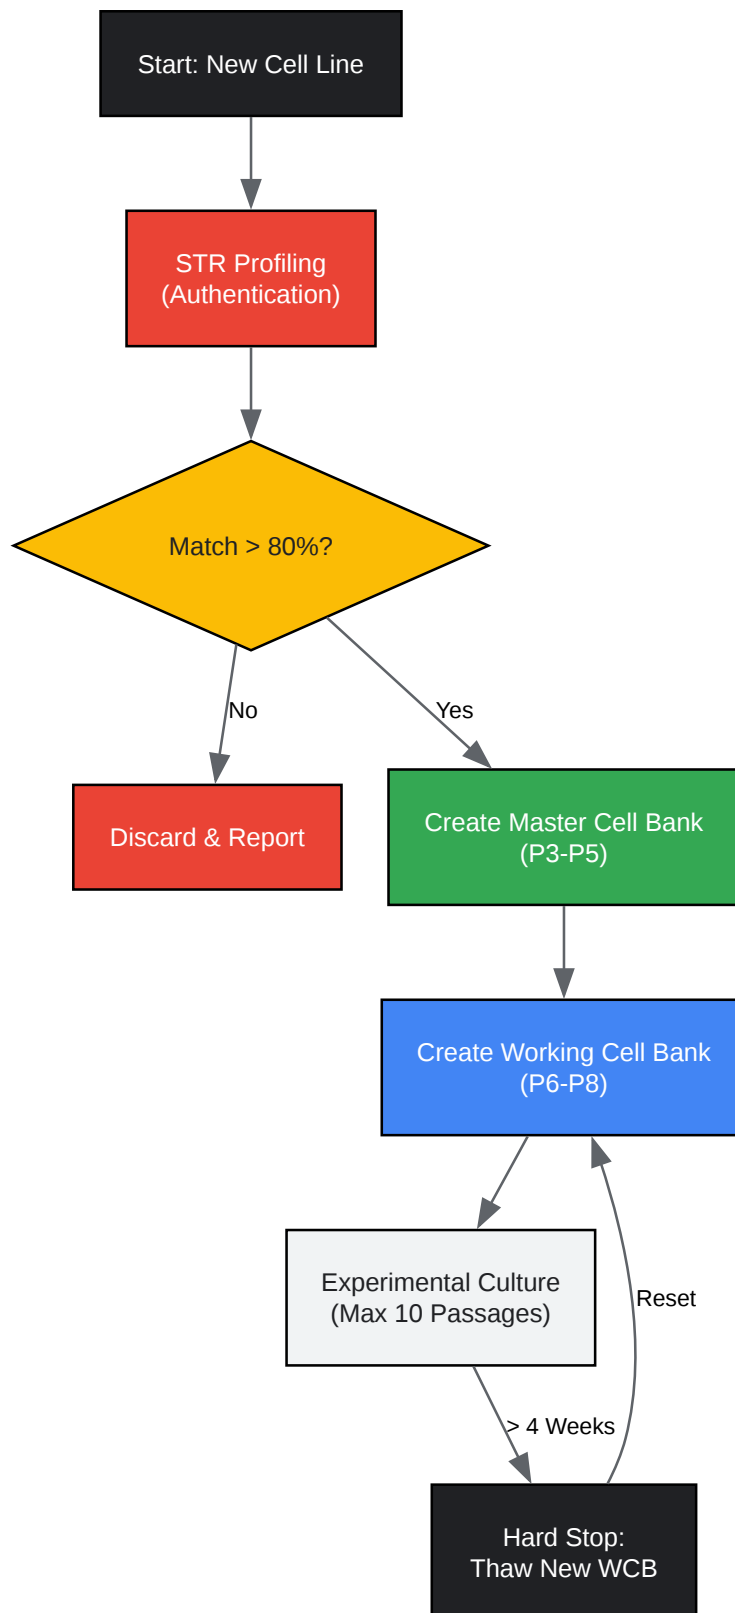 Start: New Cell Line
STR Profiling
(Authentication)
Match > 80%?
No
Yes
Discard & Report
Create Master Cell Bank
(P3-P5)
Create Working Cell Bank
(P6-P8)
Experimental Culture
(Max 10 Passages)
Reset
> 4 Weeks
Hard Stop:
Thaw New WCB